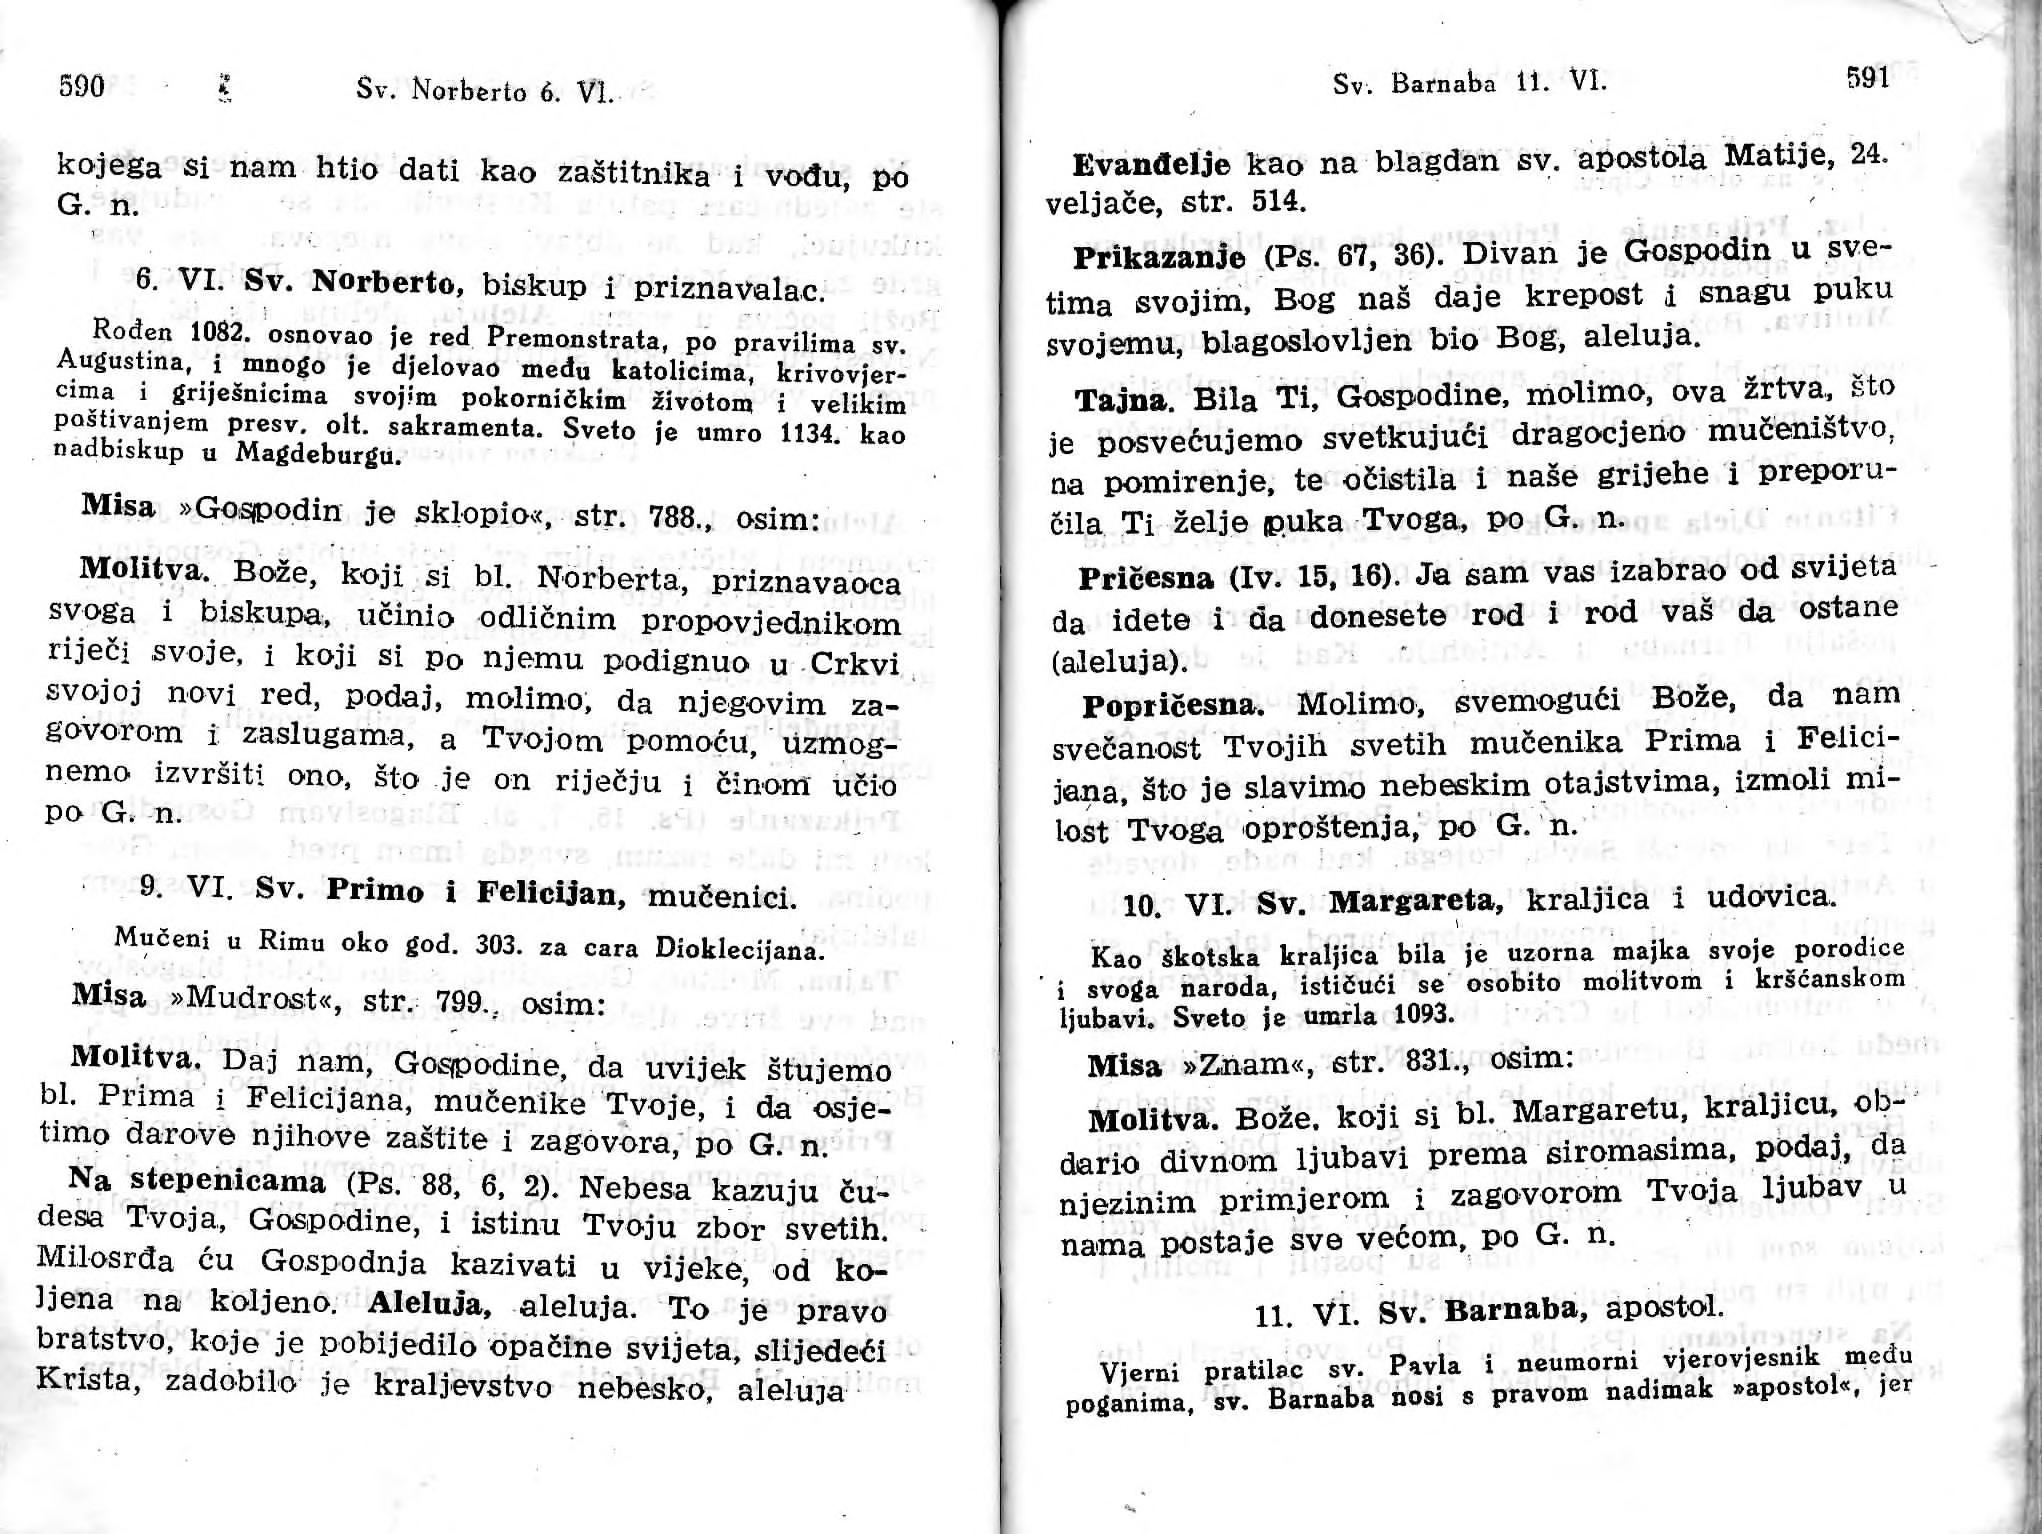 590
Sv. Norberto 6. VI.
kojega si nam htio dati kao zaštitnika i vođu, po
G. n.
6. VI. Sv. Norberto, biskup i priznavalac.
Rođen 1082. osnovao je red Premonstrata, po pravilima sv.
Augustina, i mnogo je djelovao među katolicima, krivovjer-
cima i griješnicima svojim pokorničkim životom i velikim
poštivanjem presv. olt. sakramenta. Sveto je umro 1134. kao
nadbiskup u Magdeburgu.
Misa »Gospodin je sklopio«, str. 788., osim:
Molitva. Bože, koji si bl. Norberta, priznavaoca
svoga i biskupa, učinio odličnim propovjednikom
riječi svoje, i koji si po njemu podignuo u Crkvi
svojoj novi red, podaj, molimo, da njegovim za-
govorom i zaslugama, a Tvojom pomoću, uzmog-
nemo izvršiti ono, što je on riječju i činom učio
po G. n.
9. VI. Sv. Primo i Felicijan, mučenici.
Mučeni u Rimu oko god. 303. za cara Dioklecijana.
Misa »Mudrost«, str. 799., osim:
Molitva. Daj nam, Gospodine, da uvijek štujemo
bl. Prima i Felicijana, mučenike Tvoje, i da osje-
timo darove njihove zaštite i zagovora, po G. n.
Na stepenicama (Ps. 88, 6, 2). Nebesa kazuju ču-
desa Tvoja, Gospodine, i istinu Tvoju zbor svetih.
Milosrđa ću Gospodnja kazivati u vijeke, od ko-
ljena na koljeno. Aleluja, aleluja. To je pravo
bratstvo, koje je pobijedilo opačine svijeta, slijedeći
Krista, zadobilo je kraljevstvo nebesko, aleluja
Sv. Barnaba 11. VI.
591
Evanđelje kao na blagdan sv. apostola Matije, 24.
veljače, str. 514.
Prikazanje (Ps. 67, 36). Divan je Gospodin u sve-
tima svojim, Bog naš daje krepost i snagu puku
svojemu, blagoslovljen bio Bog, aleluja.
Tajna. Bila Ti, Gospodine, molimo, ova žrtva, što
je posvećujemo svetkujući dragocjeno mučeništvo,
na pomirenje, te očistila i naše grijehe i preporu-
čila Ti želje puka Tvoga, po G. n.
Pričesna (Iv. 15, 16). Ja sam vas izabrao od svijeta
da idete i da donesete rod i rod vaš da ostane
(aleluja).
Popričesna. Molimo, svemogući Bože, da nam
svečanost Tvojih svetih mučenika Prima i Felici-
jana, što je slavimo nebeskim otajstvima, izmoli mi-
lost Tvoga oproštenja, po G. n.
10. VI. Sv. Margareta, kraljica i udovica.
Kao škotska kraljica bila je uzorna majka svoje porodice
i svoga naroda, ističući se osobito molitvom i kršćanskom
ljubavi. Sveto je umrla 1093.
Misa »Znam«, str. 831., osim:
Molitva. Bože. koji si bl. Margaretu, kraljicu, ob-
dario divnom ljubavi prema siromasima, podaj, da
njezinim primjerom i zagovorom Tvoja ljubav u
nama postaje sve većom, po G. n.
11. VI. Sv. Barnaba, apostol.
Vjerni pratilac sv. Pavla i neumorni vjerovjesnik među
poganima, sv. Barnaba nosi s pravom nadimak »apostol«, jer